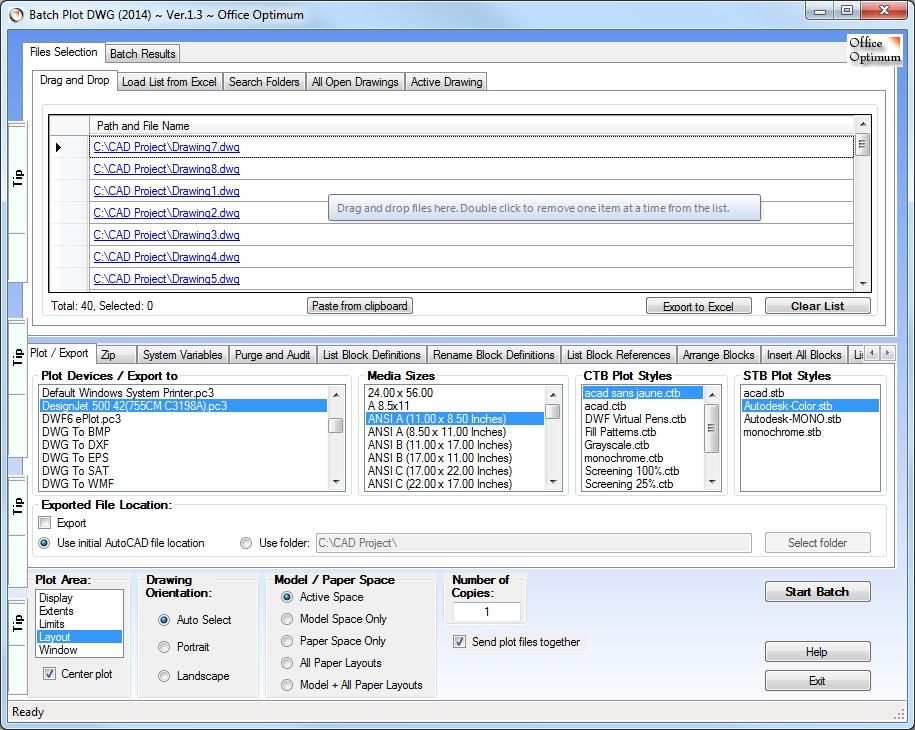 Batch Plot DWG (2014) ~ Ver.1.3 ~ Office Optimum
Office
Optimum
Files Selection
Batch Results
Drag and Drop
Load List from Excel
Search Folders
All Open Drawings
Active Drawing
Path and File Name
C:\CAD Project\Drawing7.dwg
C:\CAD Project\Drawing8.dwg
C:\CAD Project\Drawing1.dwg
C:\CAD Project\Drawing2.dwg
Drag and drop files here. Double click to remove one item at a time from the list.
C:\CAD Project\Drawing3.dwg
C:\CAD Project\Drawing4.dwg
C:\CAD Project\Drawing5.dwg
Total: 40, Selected: 0
Paste from clipboard
Export to Excel
Clear List
Tip
Tip
Tip
Tip
Plot / Export
Zip
System Variables
Purge and Audit
List Block Definitions
Rename Block Definitions
List Block References
Arrange Blocks
Insert All Blocks
Plot Devices / Export to
Default Windows System Printer.pc3
DesignJet 500 42(755CM C3198A).pc3
DWF6 ePlot.pc3
DWG To BMP
DWG To DXF
DWG To EPS
DWG To SAT
DWG To WMF
Media Sizes
24.00 x 56.00
A 8.5x11
ANSI A (11.00 x 8.50 Inches)
ANSI A (8.50 x 11.00 Inches)
ANSI B (11.00 x 17.00 Inches)
ANSI B (17.00 x 11.00 Inches)
ANSI C (17.00 x 22.00 Inches)
ANSI C (22.00 x 17.00 Inches)
CTB Plot Styles
acad sans jaune.ctb
acad.ctb
DWF Virtual Pens.ctb
Fill Patterns.ctb
Grayscale.ctb
monochrome.ctb
Screening 100%.ctb
Screening 25%.ctb
STB Plot Styles
acad.stb
Autodesk-Color.stb
Autodesk-MONO.stb
monochrome.stb
Exported File Location:
Export
Use initial AutoCAD file location
Use folder:
C:\CAD Project\
Select folder
Plot Area:
Display
Extents
Limits
Layout
Window
Center plot
Drawing
Orientation:
Auto Select
Portrait
Landscape
Model / Paper Space
Active Space
Model Space Only
Paper Space Only
All Paper Layouts
Model + All Paper Layouts
Number of
Copies:
1
Send plot files together
Start Batch
Help
Exit
Ready